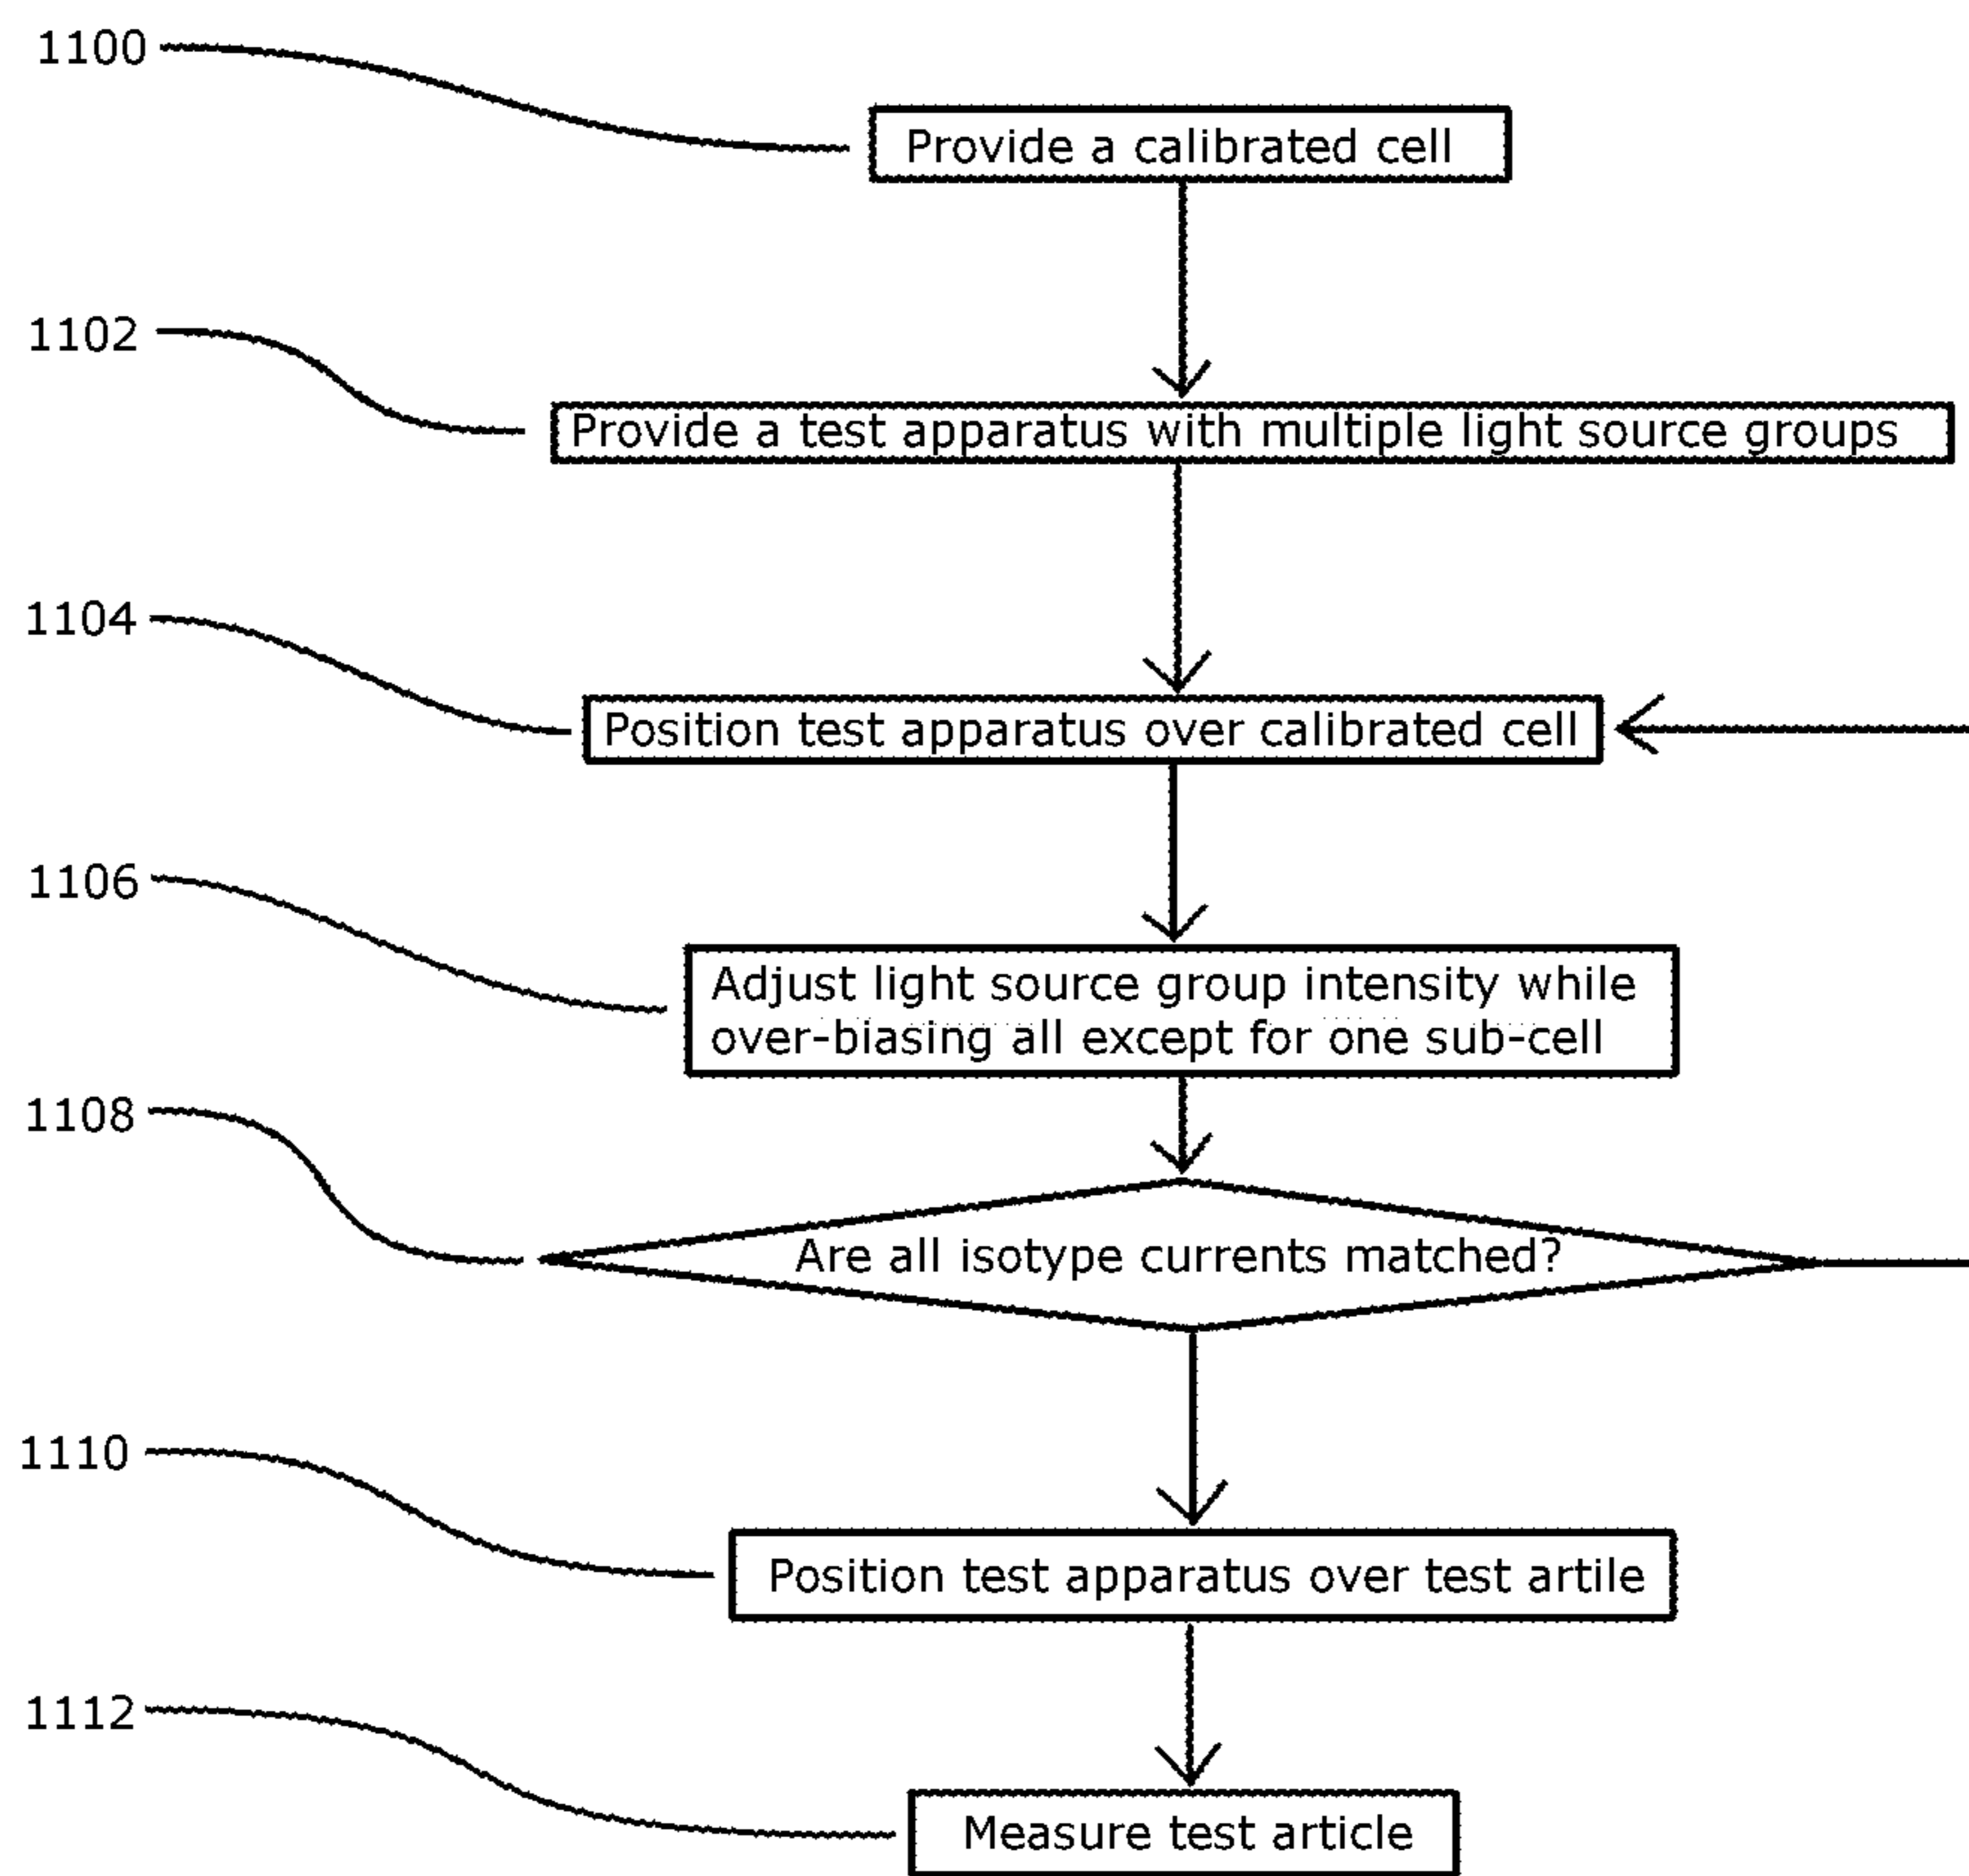 1100
Provide a calibrated cell
1102
Provide a test apparatus with multiple light source groups
1104
Position test apparatus over calibrated cell
1106
Adjust light source group intensity while
over-biasing all except for one sub-cell
1108
Are all isotype currents matched?
1110
Position test apparatus over test artile
1112
Measure test article